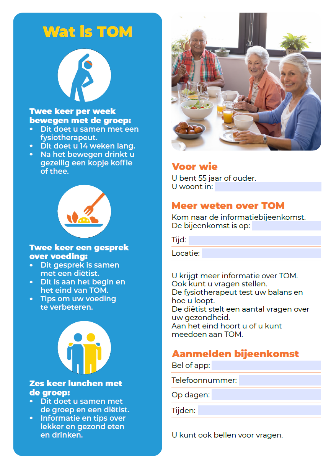 Wat is TOM
Twee keer per week
bewegen met de groep:
• Dit doet u samen met een
fysiotherapeut.
• Dit doet u 14 weken lang.
• Na het bewegen drinkt u
gezellig een kopje koffie
of thee.
Twee keer een gesprek
over voeding:
• Dit gesprek is samen
met een diëtist.
• Dit is aan het begin en
het eind van TOM.
• Tips om uw voeding
te verbeteren.
Zes keer lunchen met
de groep:
• Dit doet u samen met
de groep en een diëtist.
• Informatie en tips over
lekker en gezond eten
en drinken.
Voor wie
U bent 55 jaar of ouder.
U woont in:
Meer weten over TOM
Kom naar de informatiebijeenkomst.
De bijeenkomst is op:
Tijd:
Locatie:
U krijgt meer informatie over TOM.
Ook kunt u vragen stellen.
De fysiotherapeut test uw balans en
hoe u loopt.
De diëtist stelt een aantal vragen over
uw gezondheid.
Aan het eind hoort u of u kunt
meedoen aan TOM.
Aanmelden bijeenkomst
Bel of app:
Telefoonnummer:
Op dagen:
Tijden:
U kunt ook bellen voor vragen.